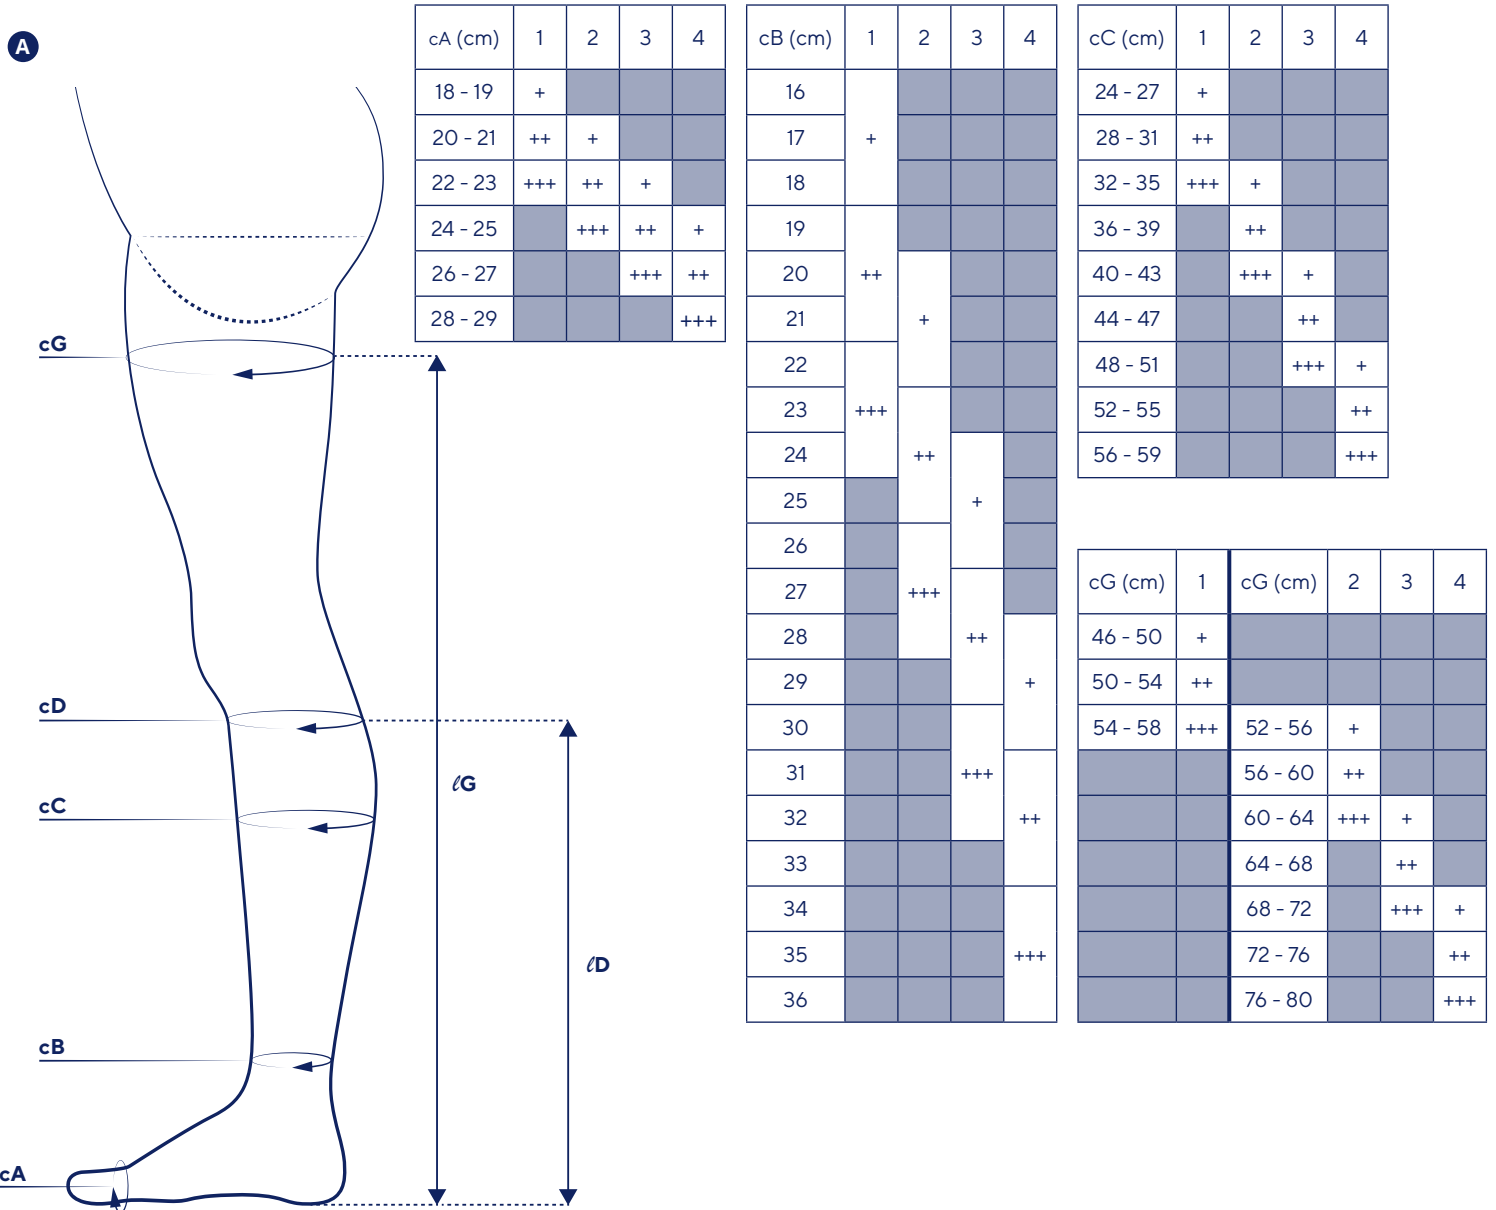 A
cG
cD
ℓG
cC
ℓD
cB
cA
cA (cm) 1 2 3 4
18 - 19 +
20 - 21 ++ +
22 - 23 +++ ++ +
24 - 25 +++ ++ +
26 - 27 +++ ++
28 - 29 +++
cB (cm) 1 2 3 4
16
17 +
18
19
20 ++
21 +
22
23 +++
24 ++
25 +
26
27 +++
28 ++
29 +
30
31 +++
32 ++
33
34
35 +++
36
cC (cm) 1 2 3 4
24 - 27 +
28 - 31 ++
32 - 35 +++ +
36 - 39 ++
40 - 43 +++ +
44 - 47 ++
48 - 51 +++ +
52 - 55 ++
56 - 59 +++
cG (cm) 1 cG (cm) 2 3 4
46 - 50 +
50 - 54 ++
54 - 58 +++ 52 - 56 +
56 - 60 ++
60 - 64 +++ +
64 - 68 ++
68 - 72 +++ +
72 - 76 ++
76 - 80 +++